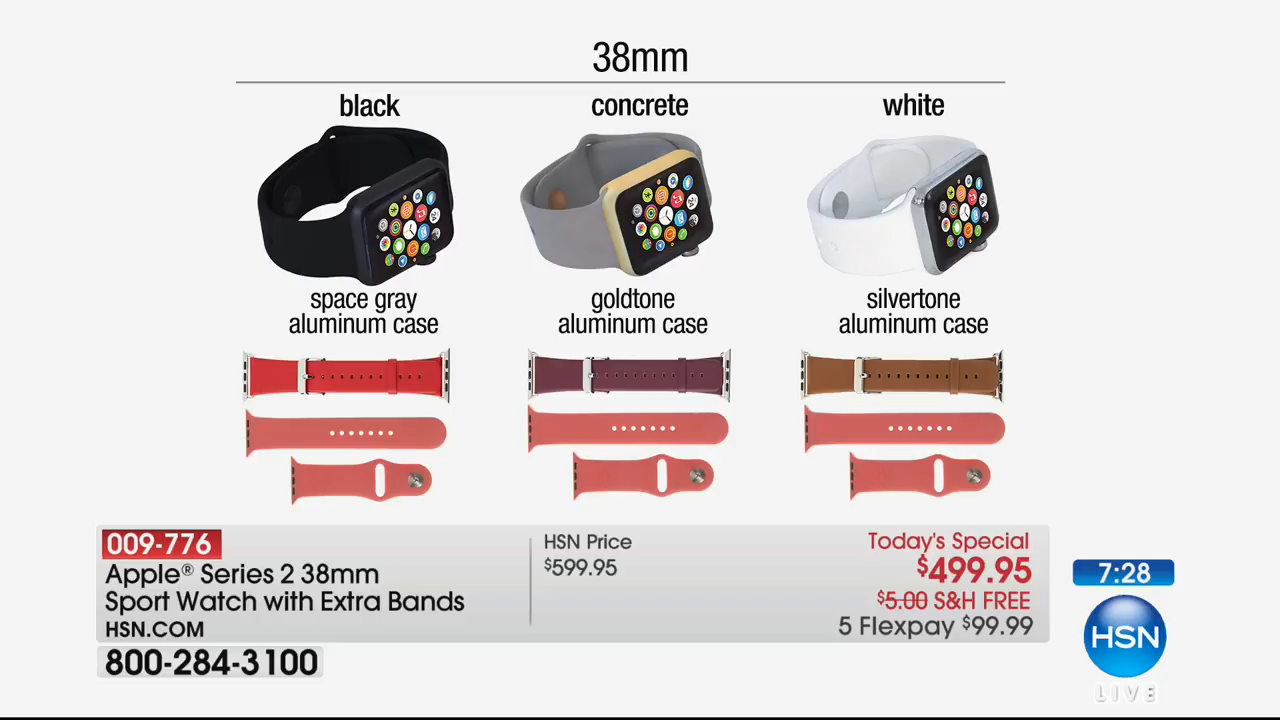 38mm
black
concrete
white
space gray
aluminum case
goldtone
aluminum case
silvertone
aluminum case
009-776
Apple® Series 2 38mm
Sport Watch with Extra Bands
HSN.COM
800-284-3100
HSN Price
$599.95
Today's Special
$499.95
$5.00 S&H FREE
5 Flexpay $99.99
7:28
HSN
LIVE